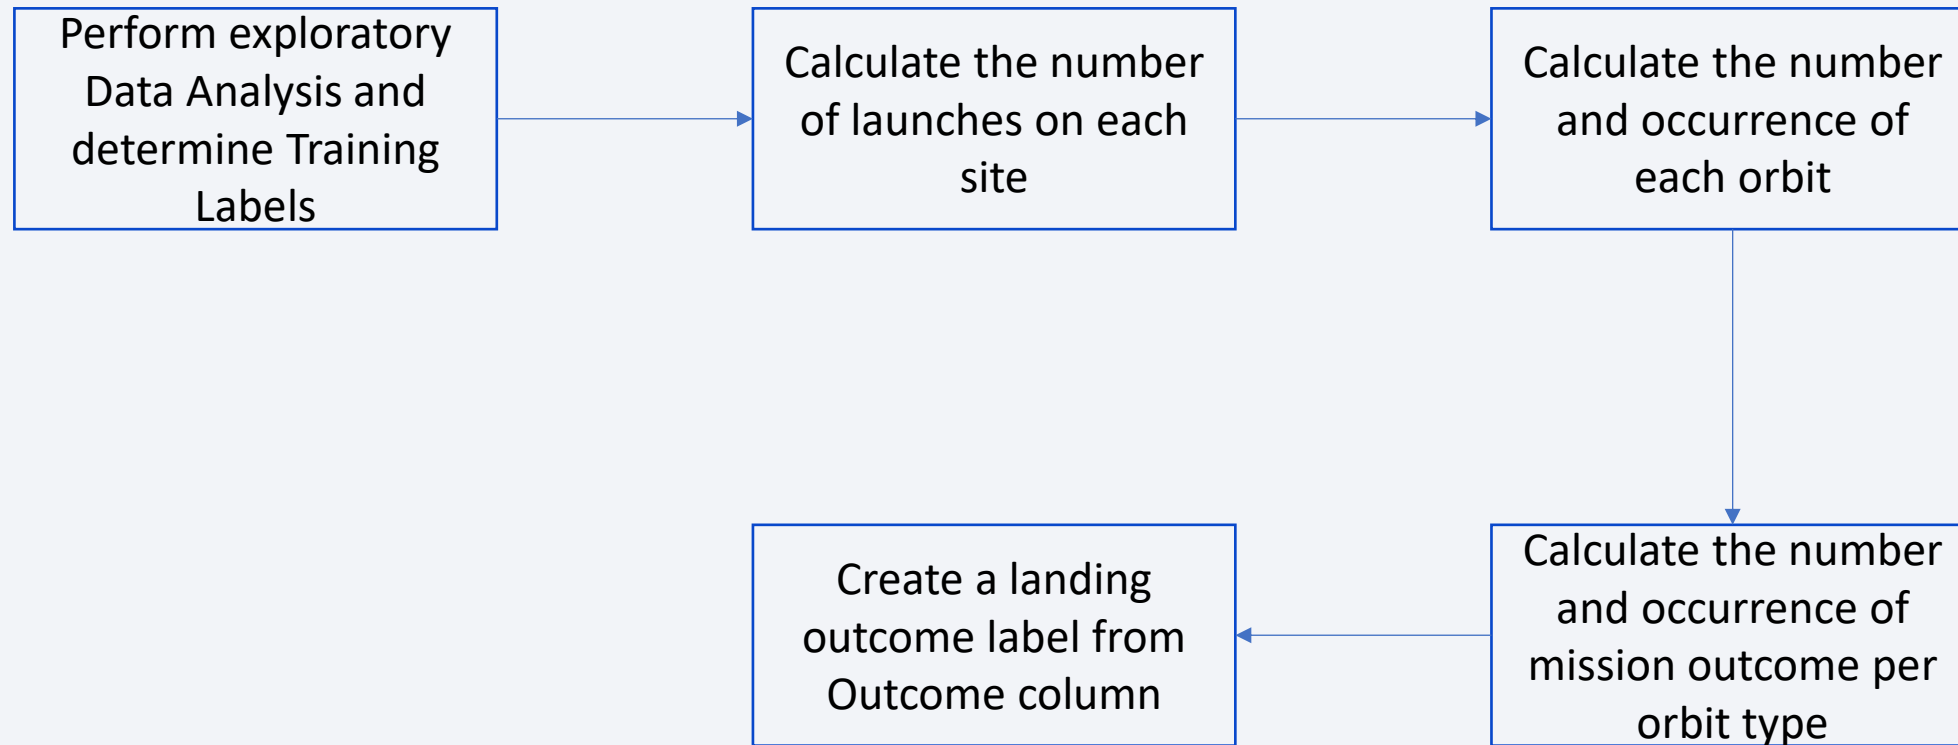 Perform exploratory
Data Analysis and
determine Training
Labels
Calculate the number
of launches on each
site
Calculate the number
and occurrence of
each orbit
Calculate the number
and occurrence of
mission outcome per
orbit type
Create a landing
outcome label from
Outcome column